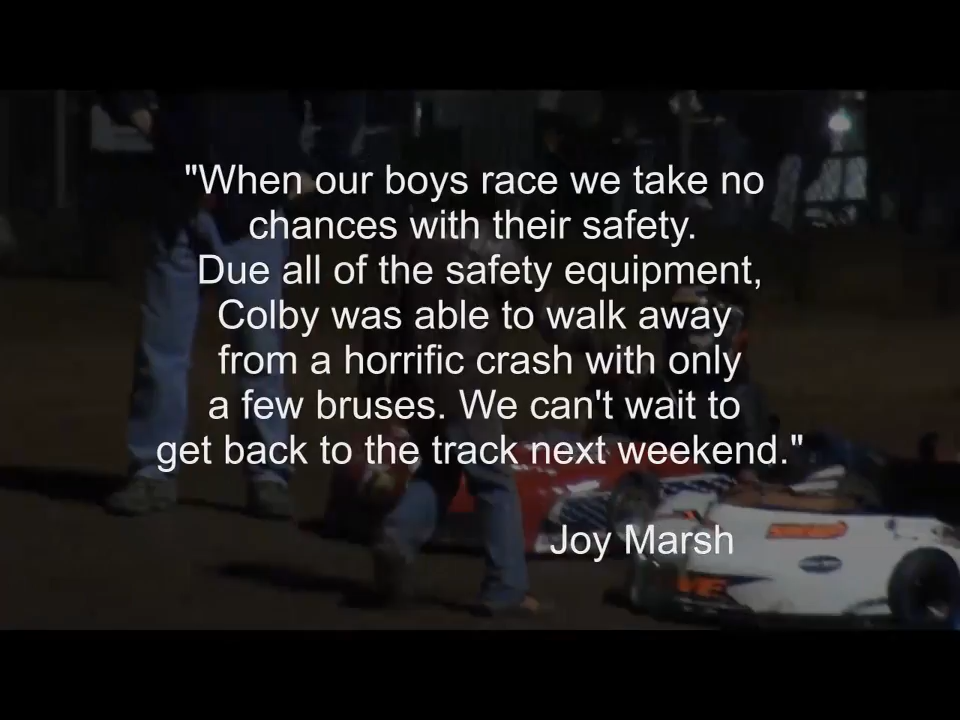 "When our boys race we take no
chances with their safety.
Due all of the safety equipment,
Colby was able to walk away
from a horrific crash with only
a few bruses. We can't wait to
get back to the track next weekend."
Joy Marsh